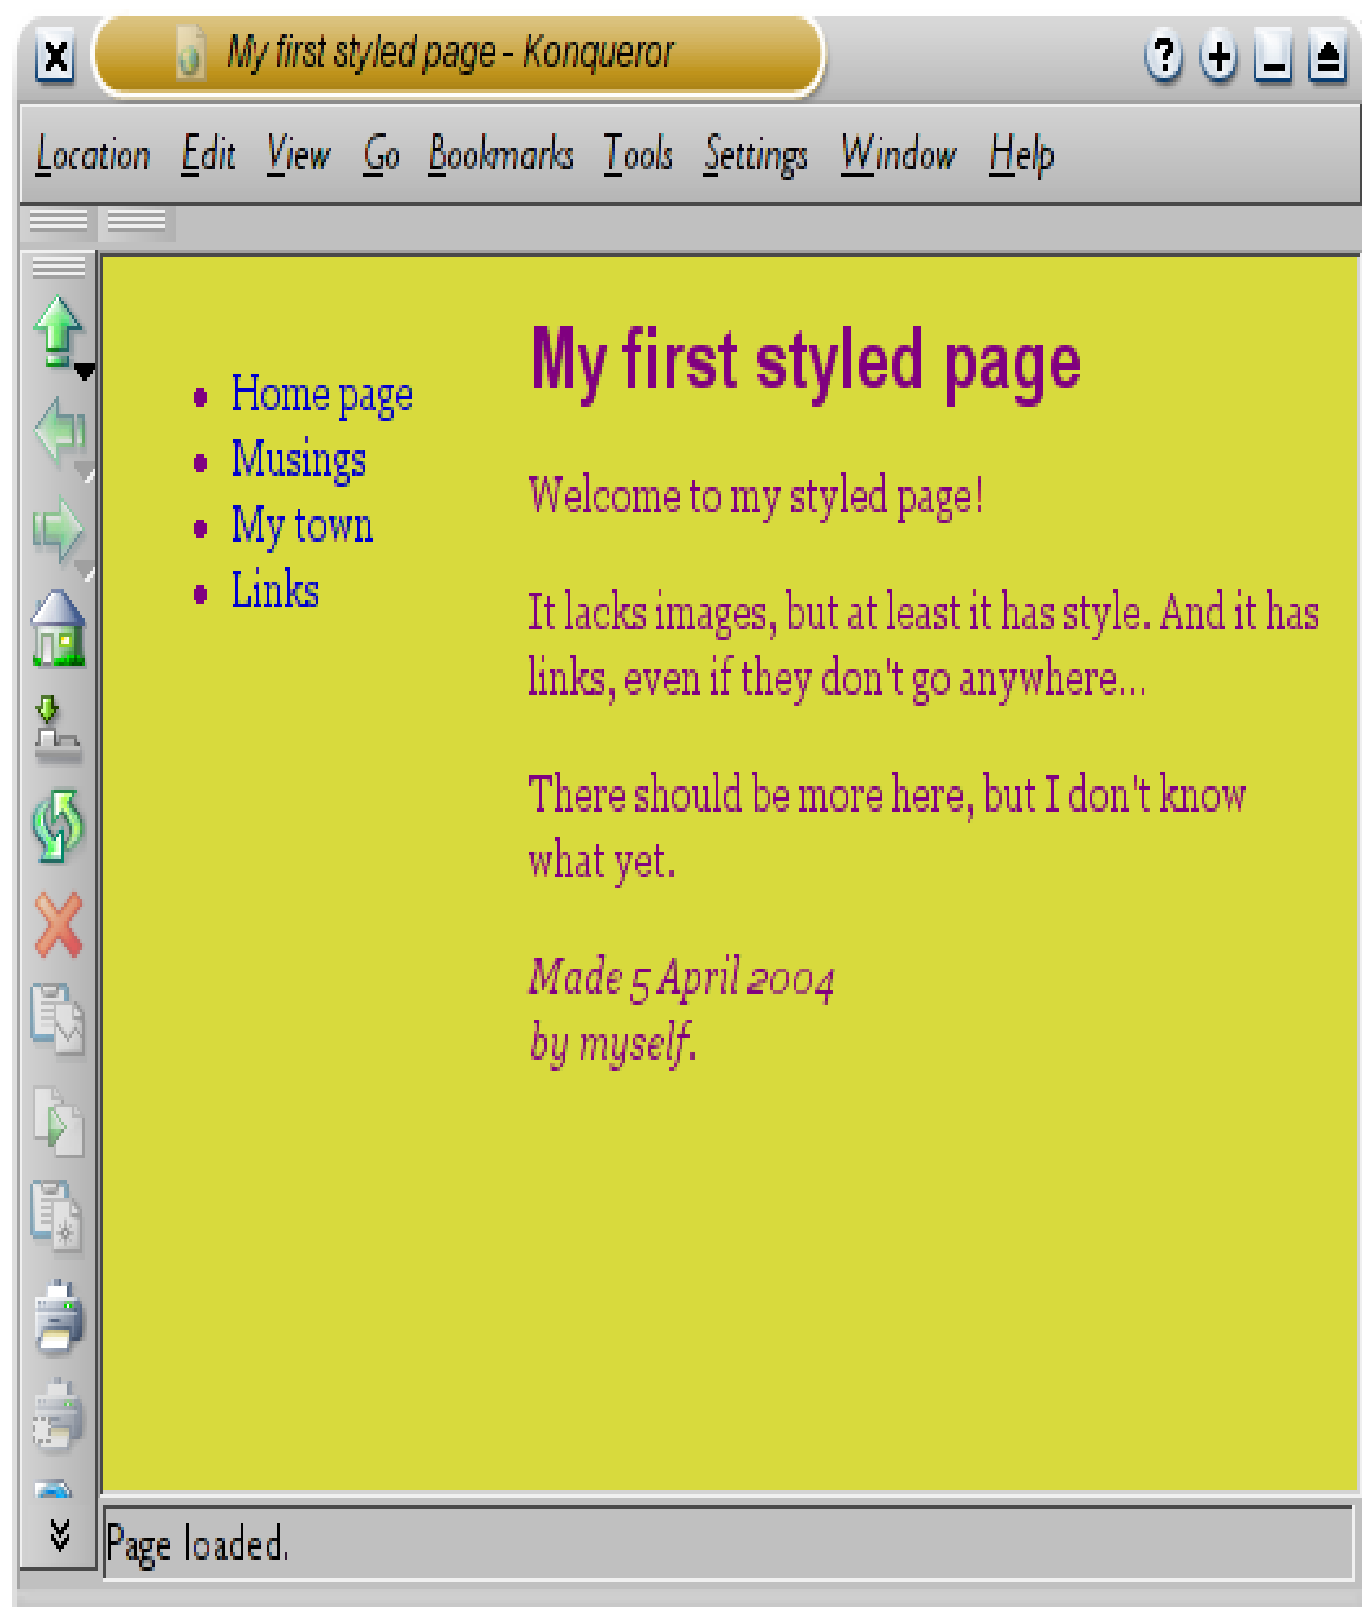 My first styled page - Konqueror
Location Edit View Go Bookmarks Tools Settings Window Help
Home page
Musings
My town
Links
My first styled page
Welcome to my styled page!
It lacks images, but at least it has style. And it has
links, even if they don't go anywhere...
There should be more here, but I don't know
what yet.
Made 5 April 2004
by myself.
Page loaded.